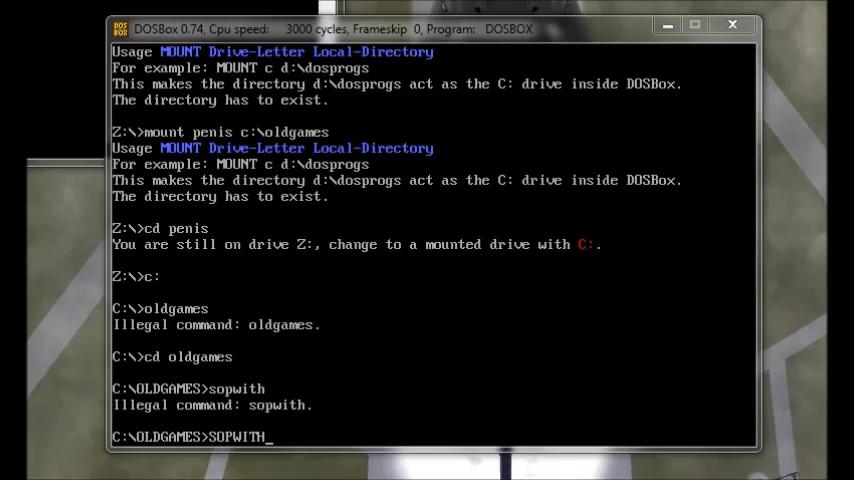 DOS
BOX
DOSBox 0.74, Cpu speed: 3000 cycles, Frameskip 0, Program: DOSBOX
Usage MOUNT Drive-Letter Local-Directory
For example: MOUNT c d:\dosprogs
This makes the directory d:\dosprogs act as the C: drive inside DOSBox.
The directory has to exist.
Z:\>mount penis c:\oldgames
Usage MOUNT Drive-Letter Local-Directory
For example: MOUNT c d:\dosprogs
This makes the directory d:\dosprogs act as the C: drive inside DOSBox.
The directory has to exist.
Z:\>cd penis
You are still on drive Z:, change to a mounted drive with C:.
Z:\>c:
C:\>oldgames
Illegal command: oldgames.
C:\>cd oldgames
C:\OLDGAMES>sopwith
Illegal command: sopwith.
C:\OLDGAMES>SOPWITH_